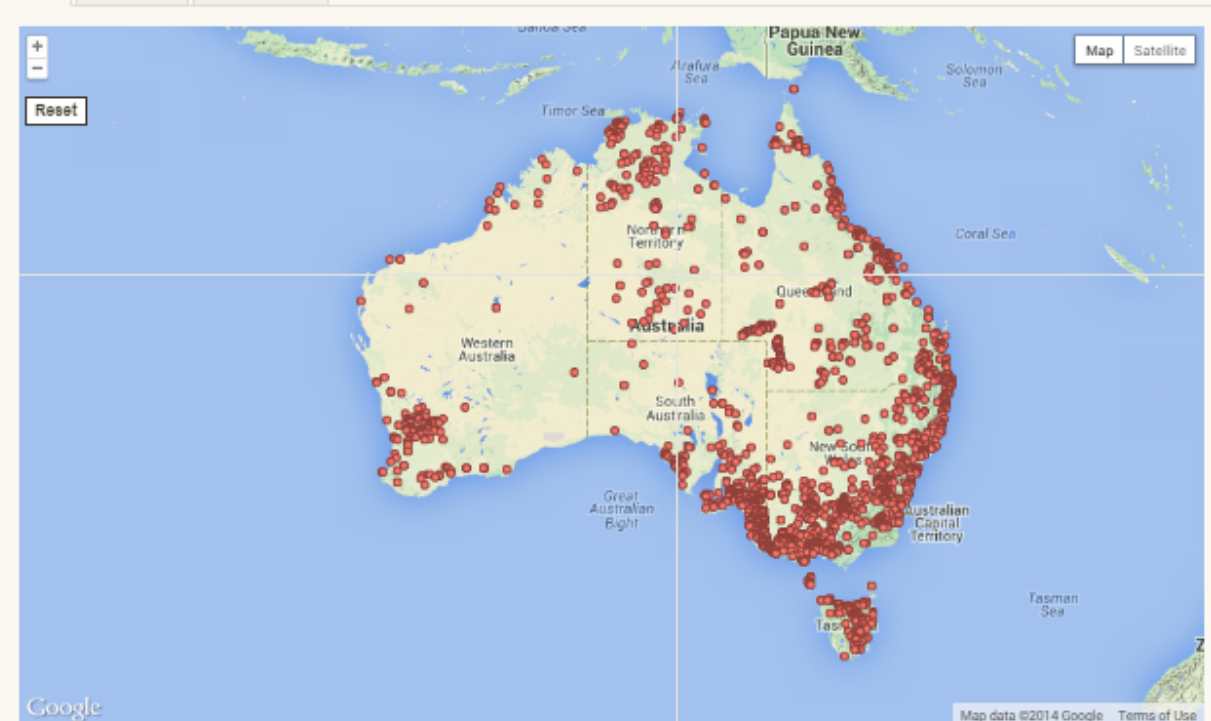 Papua New
Guinea
Map Satellite
Arafura
Sea
Solomon
Sea
Reset
Timor Sea
Northern
Territory
Coral Sea
Queensland
Australia
Western
Australia
South
Australia
New South
Wales
Great
Australian
Bight
Australian
Capital
Territory
Tasman
Sea
Google
Map data ©2014 Google Terms of Use